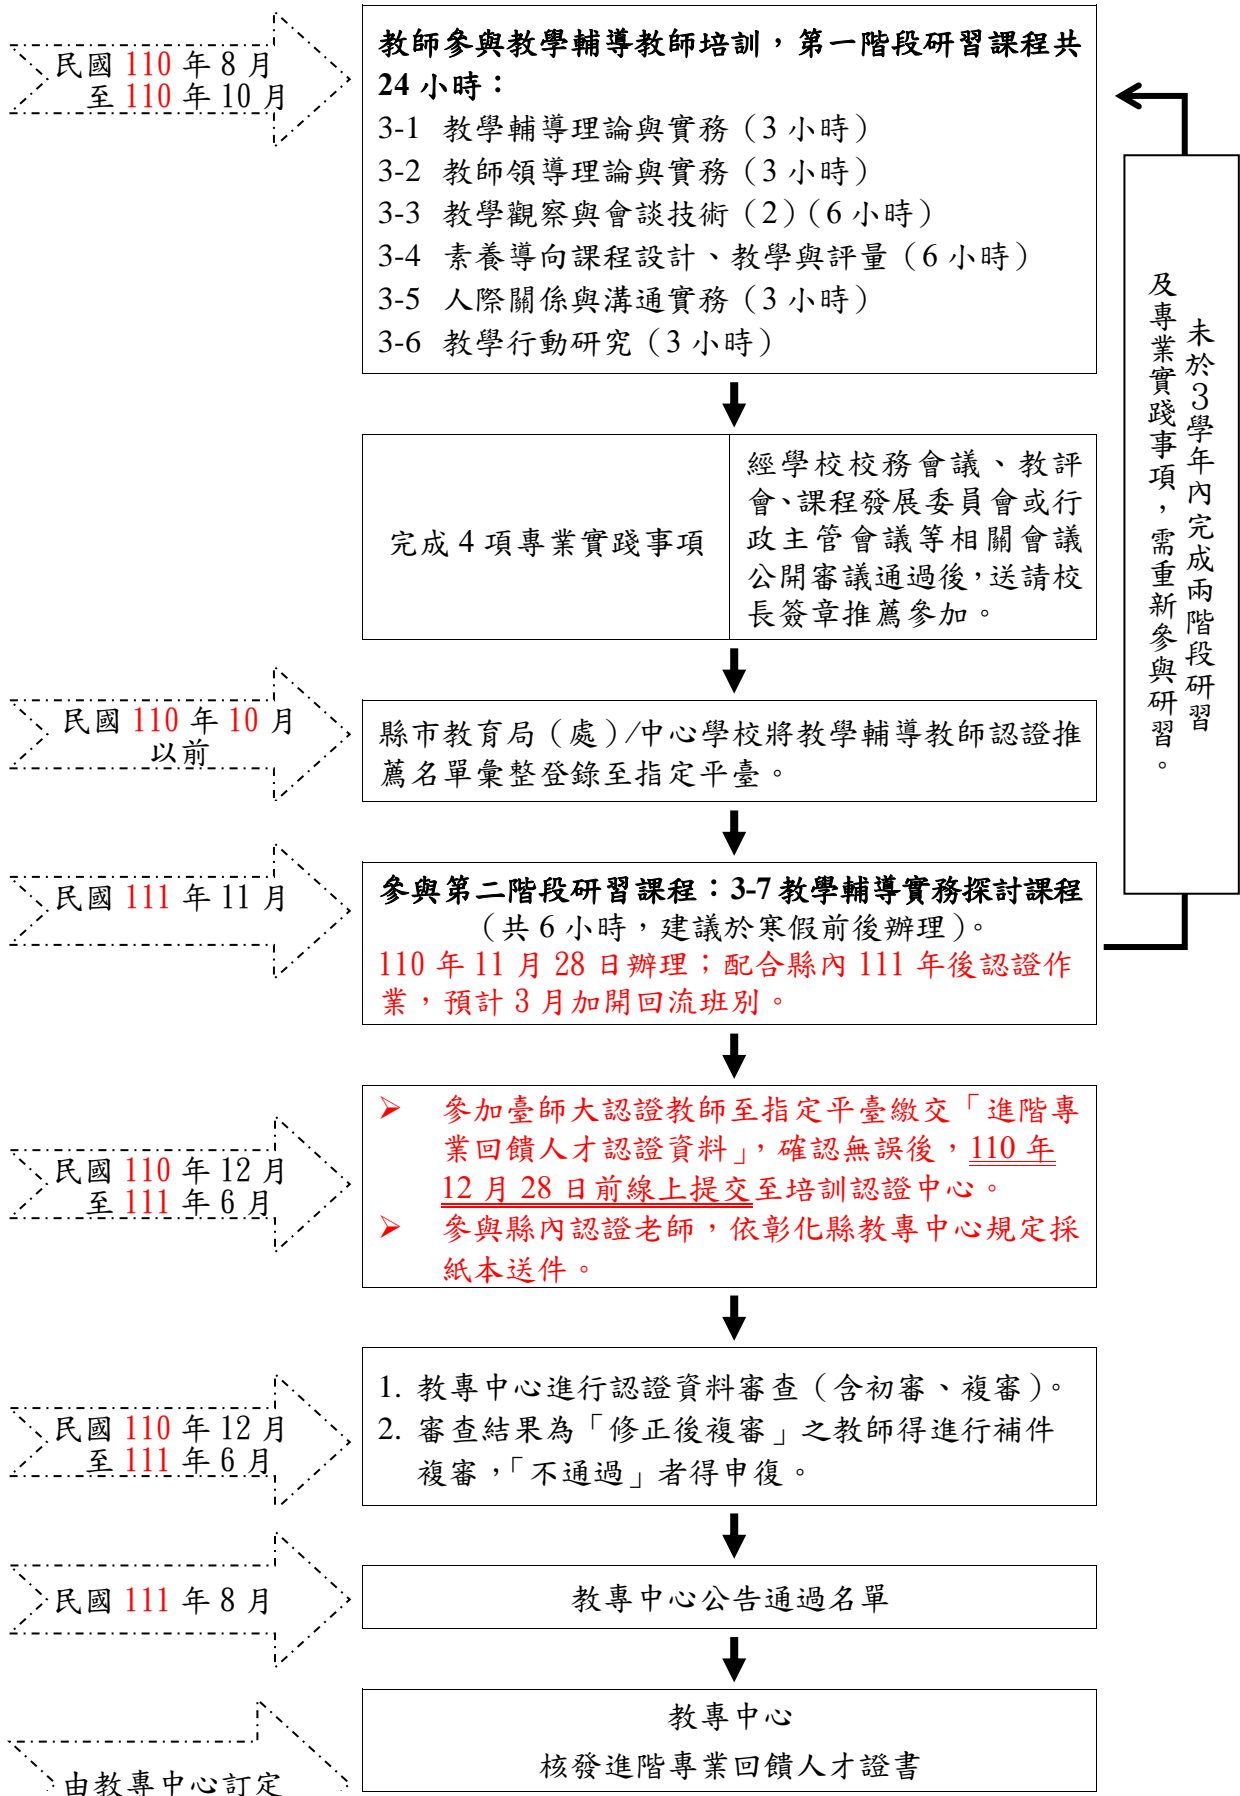 民國 110 年 8 月
至 110 年 10 月
教師參與教學輔導教師培訓，第一階段研習課程共
24 小時：
3-1 教學輔導理論與實務（3 小時）
3-2 教師領導理論與實務（3 小時）
3-3 教學觀察與會談技術（2）（6 小時）
3-4 素養導向課程設計、教學與評量（6 小時）
3-5 人際關係與溝通實務（3 小時）
3-6 教學行動研究（3 小時）
未於3學年內完成兩階段研習
及專業實踐事項，需重新參與研習。
完成 4 項專業實踐事項
經學校校務會議、教評
會、課程發展委員會或行
政主管會議等相關會議
公開審議通過後，送請校
長簽章推薦參加。
民國 110 年 10 月
以前
縣市教育局（處）/中心學校將教學輔導教師認證推
薦名單彙整登錄至指定平臺。
民國 111 年 11 月
參與第二階段研習課程：3-7 教學輔導實務探討課程
（共 6 小時，建議於寒假前後辦理）。
110 年 11 月 28 日辦理；配合縣內 111 年後認證作
業，預計 3 月加開回流班別。
民國 110 年 12 月
至 111 年 6 月
➢ 參加臺師大認證教師至指定平臺繳交「進階專
業回饋人才認證資料」，確認無誤後，110 年
12 月 28 日前線上提交至培訓認證中心。
➢ 參與縣內認證老師，依彰化縣教專中心規定採
紙本送件。
民國 110 年 12 月
至 111 年 6 月
1. 教專中心進行認證資料審查（含初審、複審）。
2. 審查結果為「修正後複審」之教師得進行補件
複審，「不通過」者得申復。
民國 111 年 8 月
教專中心公告通過名單
由教專中心訂定
教專中心
核發進階專業回饋人才證書